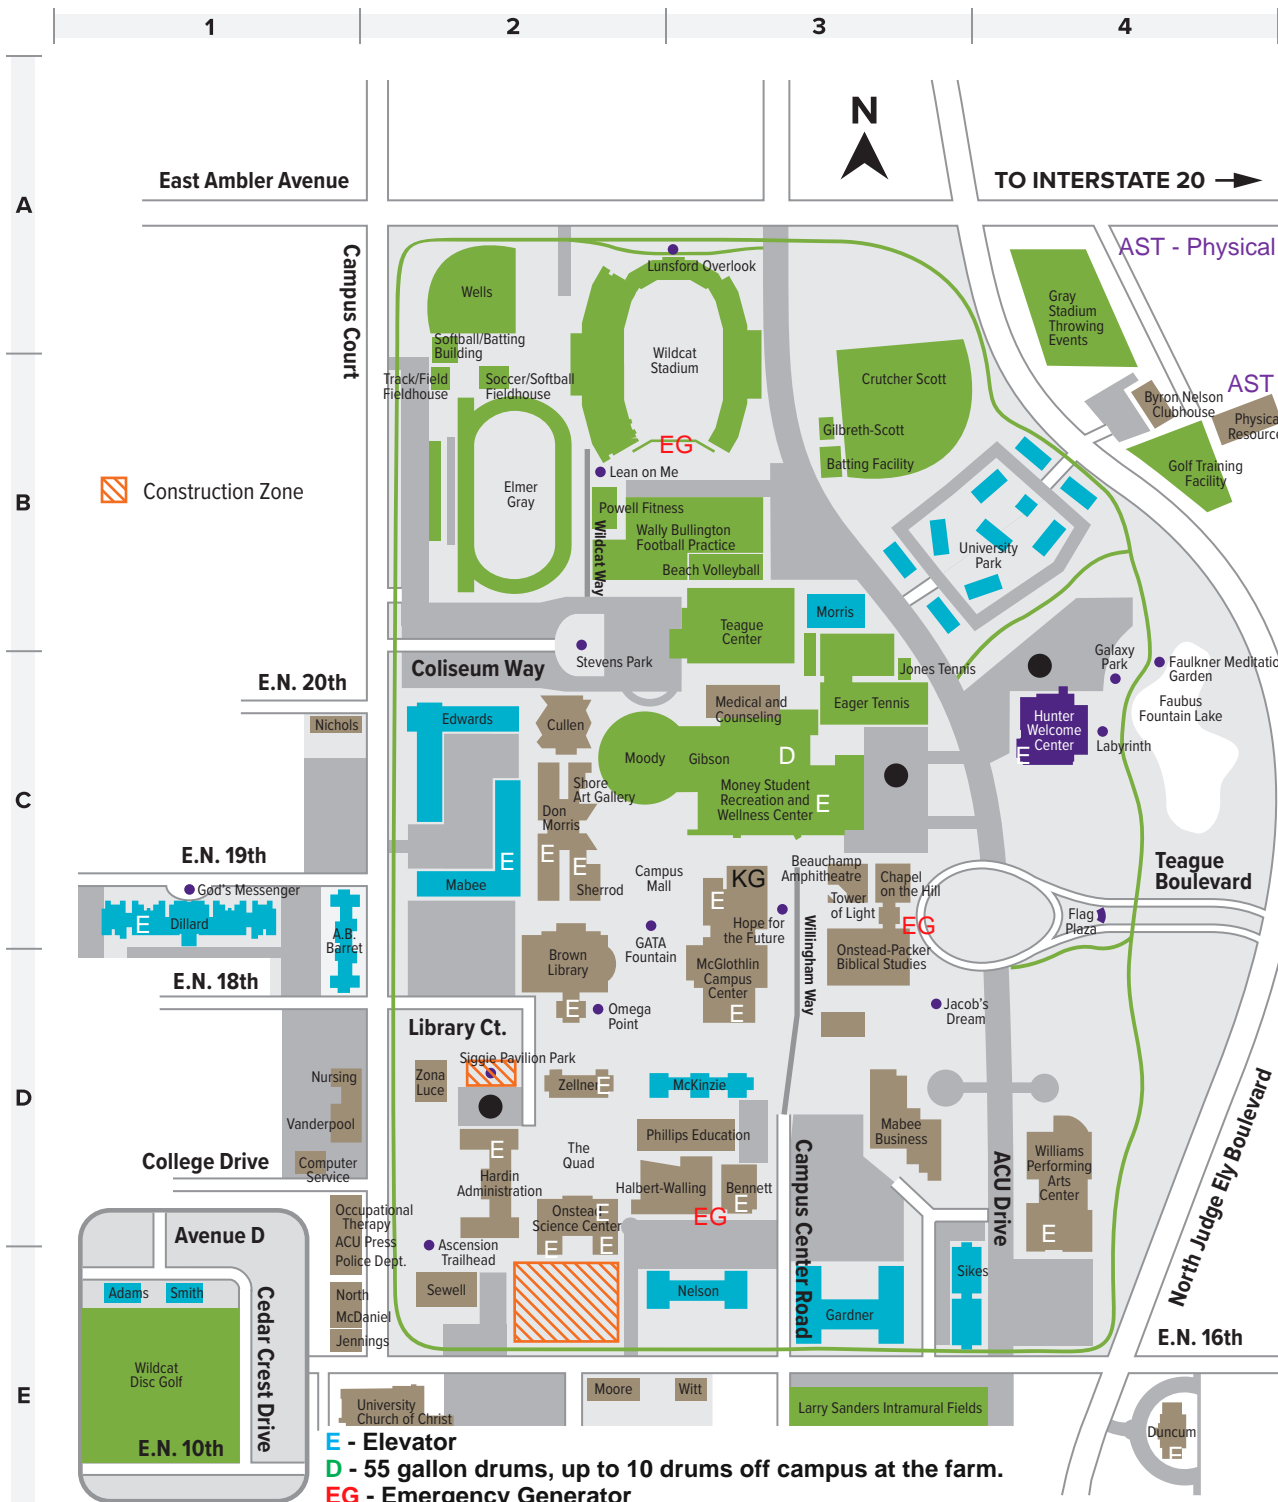 1
2
3
4
A
B
C
D
E
N
East Ambler Avenue
TO INTERSTATE 20
Campus Court
AST - Physical
Lunsford Overlook
Wells
Gray
Stadium
Throwing
Events
Softball/Batting
Building
Wildcat
Stadium
Track/Field
Fieldhouse
Soccer/Softball
Fieldhouse
Crutcher Scott
AST
Byron Nelson
Clubhouse
Physica
Resource
Gilbreth-Scott
EG
Batting Facility
Golf Training
Facility
Lean on Me
Construction Zone
Elmer
Gray
Powell Fitness
Wildcat Way
Wally Bullington
Football Practice
Beach Volleyball
University
Park
Morris
Teague
Center
Stevens Park
Coliseum Way
Jones Tennis
Galaxy
Park
Faulkner Meditatio
Garden
E.N. 20th
Nichols
Edwards
Cullen
Medical and
Counseling
Eager Tennis
Hunter
Welcome
Center
E
Faubus
Fountain Lake
Labyrinth
Moody
Gibson
D
Shore
Art Gallery
Money Student
Recreation and
Wellness Center
E
Don
Morris
E
E
E
E.N. 19th
Mabee
Sherrod
Campus
Mall
KG
E
Beauchamp
Amphitheatre
Chapel
on the Hill
Teague
Boulevard
God's Messenger
E
Dillard
A.B.
Barret
Tower
of Light
Hope for
the Future
EG
Flag
Plaza
GATA
Fountain
Willingham Way
Brown
Library
McGlothlin
Campus
Center
E
Onstead-Packer
Biblical Studies
E.N. 18th
E
Omega
Point
Jacob's
Dream
Library Ct.
Siggie Pavilion Park
Nursing
Zona
Luce
Zellner
E
McKinzie
Vanderpool
Phillips Education
Mabee
Business
College Drive
Computer
Service
E
Hardin
Administration
The
Quad
Halbert-Walling
Bennett
E
Campus Center Road
ACU Drive
Williams
Performing
Arts
Center
E
North Judge Ely Boulevard
Occupational
Therapy
ACU Press
Police Dept.
Onstead
Science Center
E
E
E
EG
Avenue D
Ascension
Trailhead
Adams
Smith
Cedar Crest Drive
North
McDaniel
Jennings
Sewell
Nelson
Gardner
Sikes
E.N. 16th
Wildcat
Disc Golf
E.N. 10th
University
Church of Christ
Moore
Witt
Larry Sanders Intramural Fields
Duncum
E
E - Elevator
D - 55 gallon drums, up to 10 drums off campus at the farm.
EG - Emergency Generator